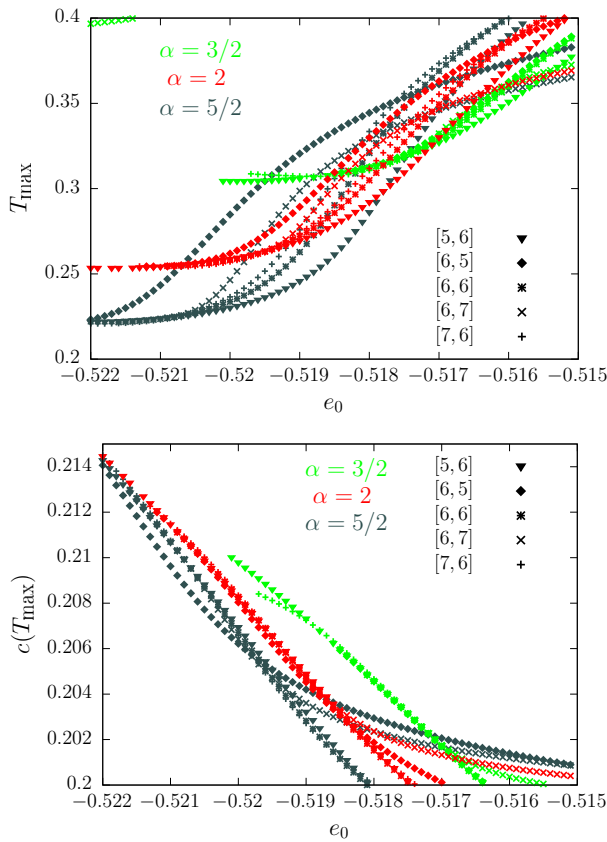 0.4
0.35
0.3
0.25
0.2
T_max
α = 3/2
α = 2
α = 5/2
[5, 6]
[6, 5]
[6, 6]
[6, 7]
[7, 6]
−0.522 −0.521 −0.52 −0.519 −0.518 −0.517 −0.516 −0.515
e_0
0.214
0.212
0.21
0.208
0.206
0.204
0.202
0.2
c(T_max)
α = 3/2
α = 2
α = 5/2
[5, 6]
[6, 5]
[6, 6]
[6, 7]
[7, 6]
−0.522 −0.521 −0.52 −0.519 −0.518 −0.517 −0.516 −0.515
e_0